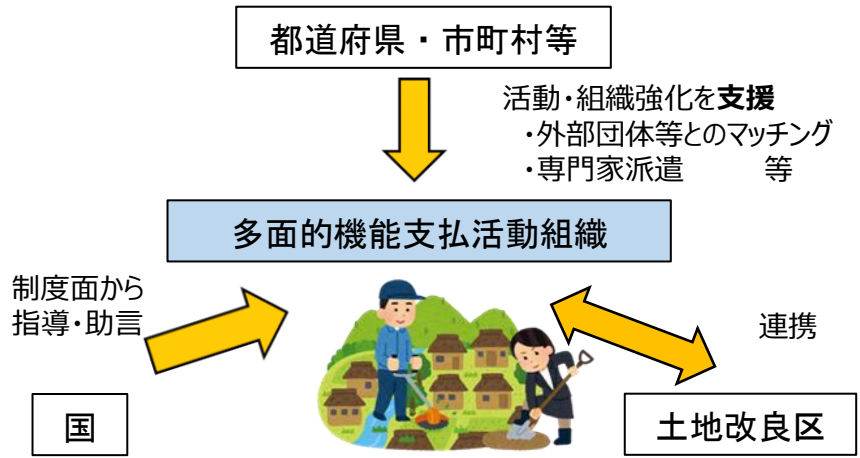 都道府県・市町村等
活動・組織強化を支援
・外部団体等とのマッチング
・専門家派遣　　等
多面的機能支払活動組織
制度面から
指導・助言
連携
国
土地改良区